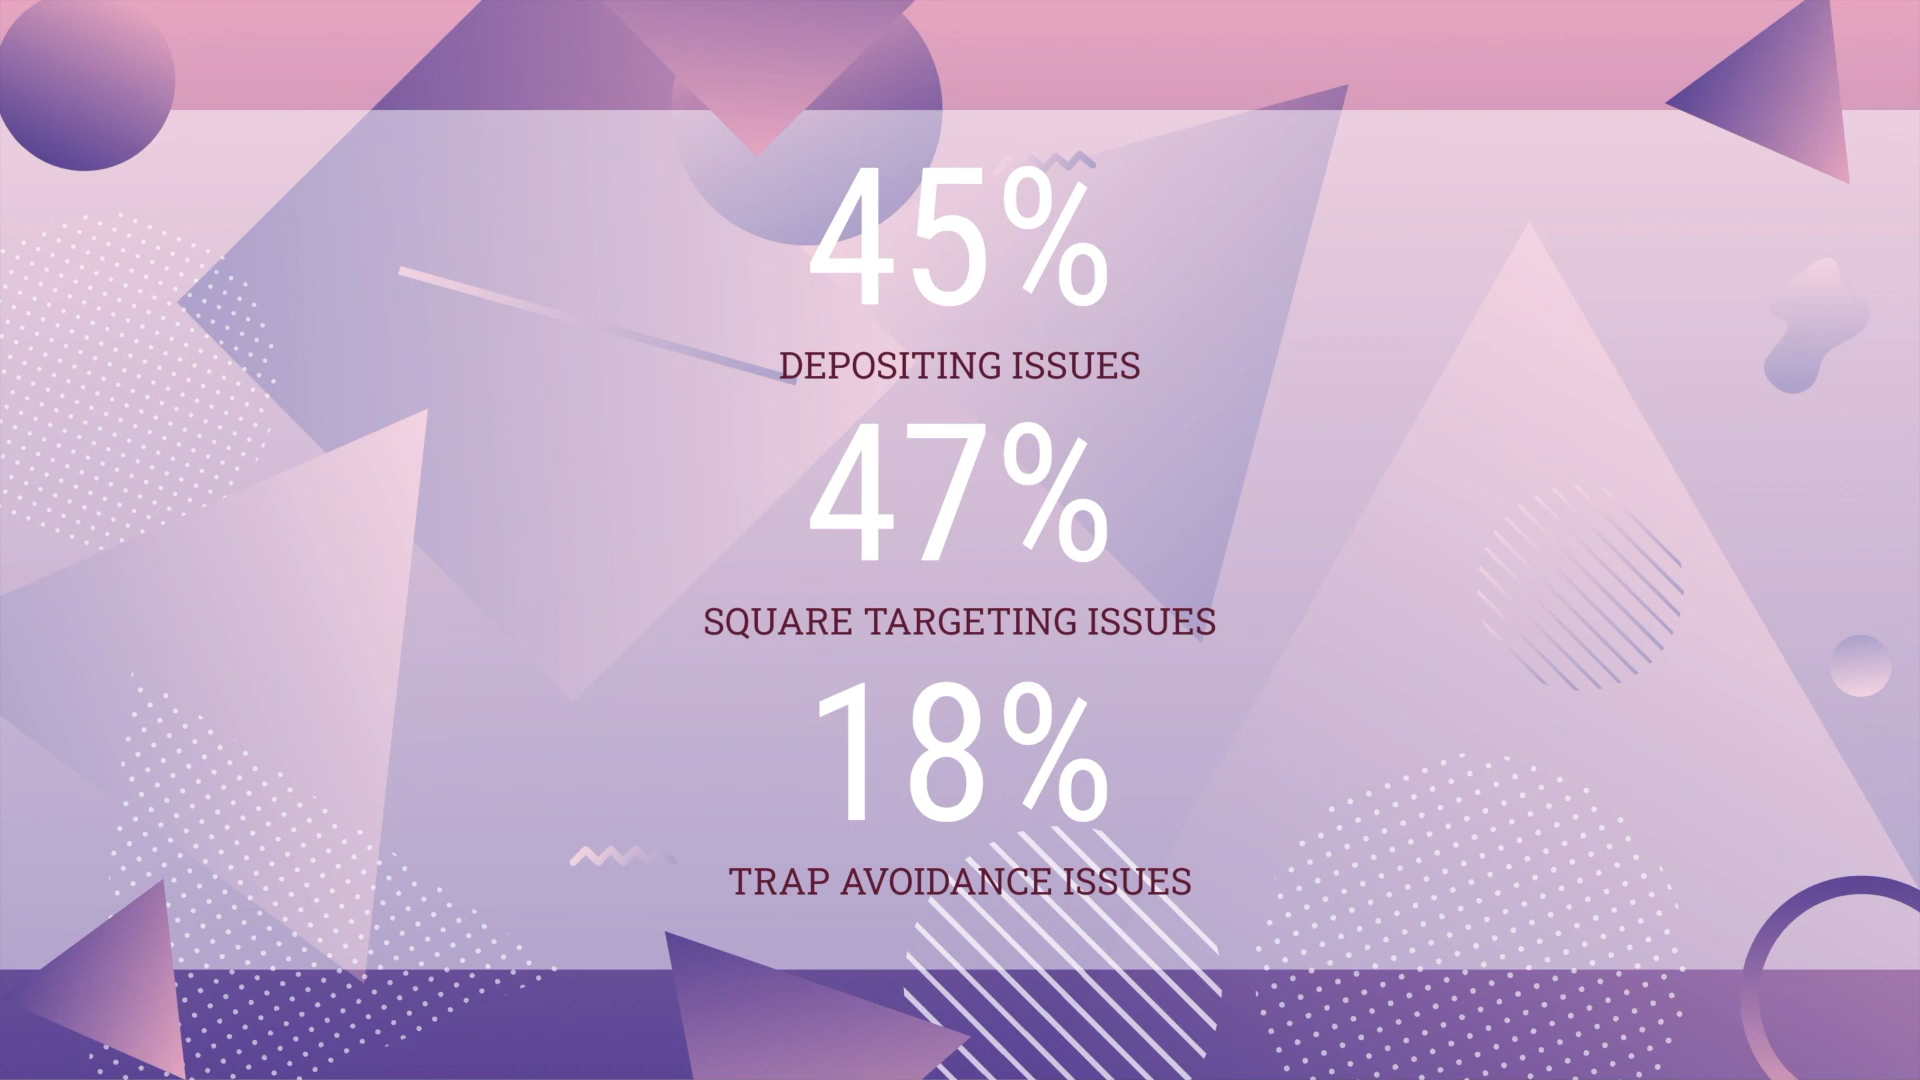 45%
DEPOSITING ISSUES
47%
SQUARE TARGETING ISSUES
18%
TRAP AVOIDANCE ISSUES